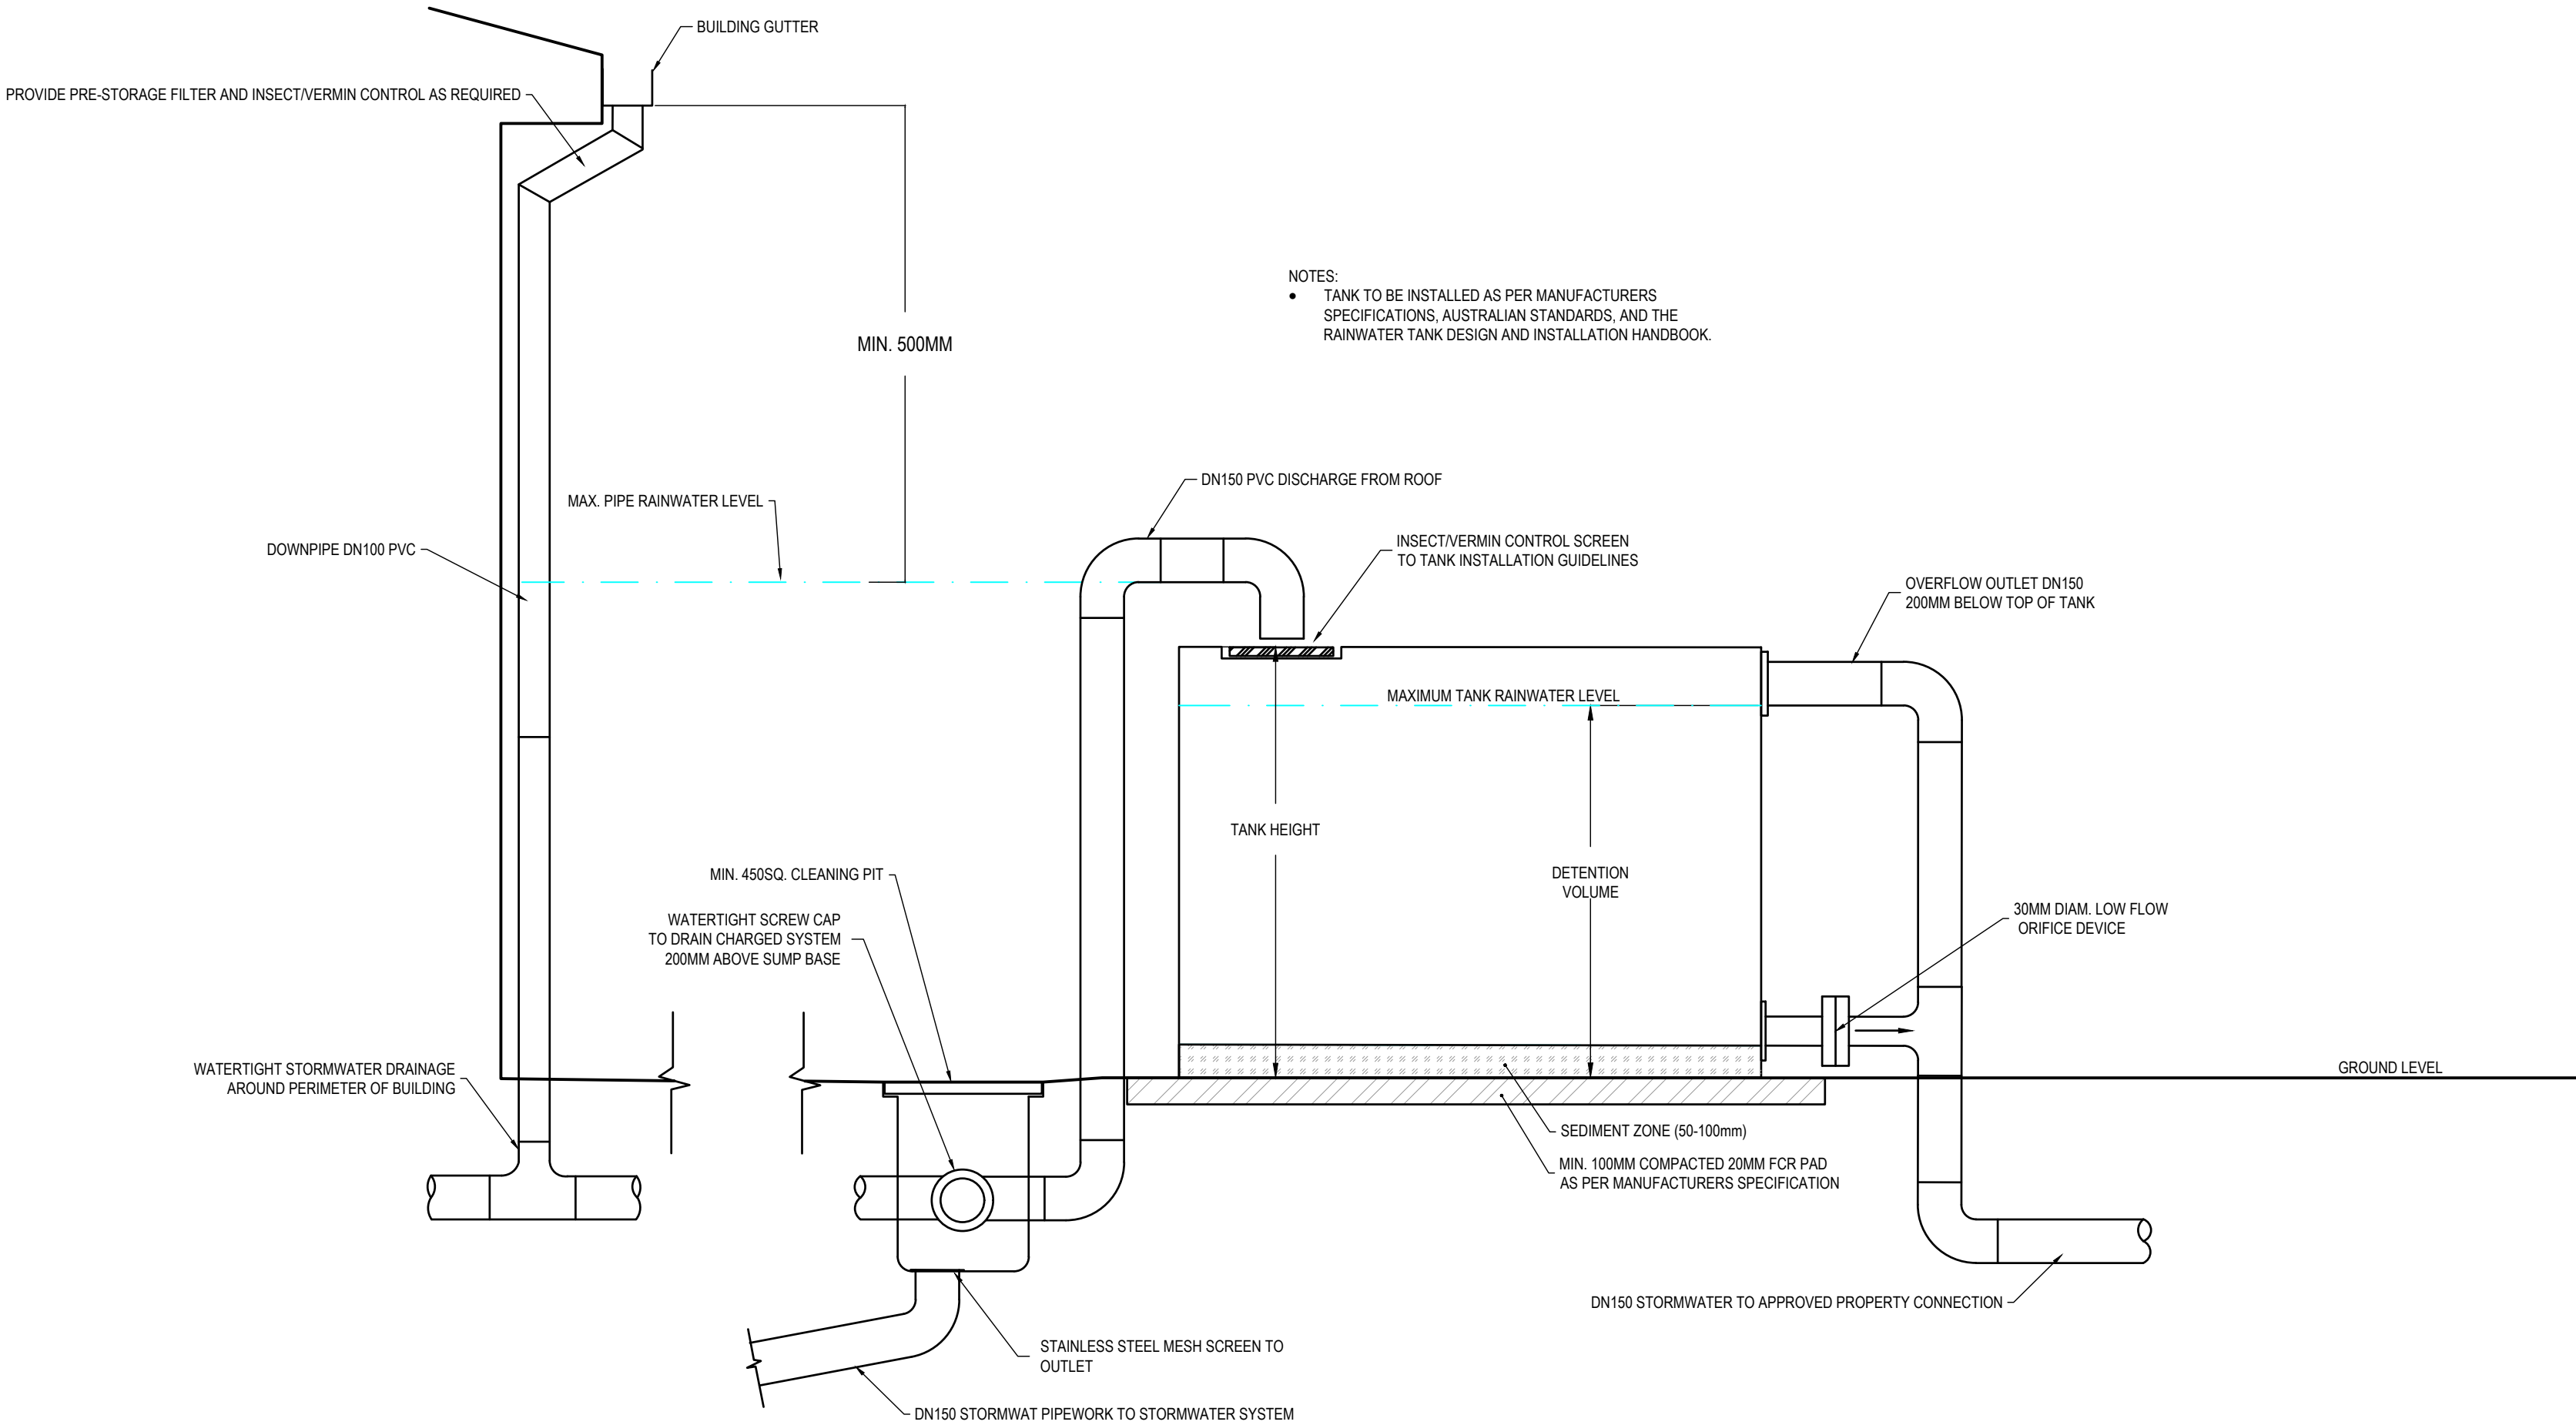 BUILDING GUTTER
PROVIDE PRE-STORAGE FILTER AND INSECT/VERMIN CONTROL AS REQUIRED
NOTES:
• TANK TO BE INSTALLED AS PER MANUFACTURERS
SPECIFICATIONS, AUSTRALIAN STANDARDS, AND THE
RAINWATER TANK DESIGN AND INSTALLATION HANDBOOK.
MIN. 500MM
DN150 PVC DISCHARGE FROM ROOF
MAX. PIPE RAINWATER LEVEL
DOWNPIPE DN100 PVC
INSECT/VERMIN CONTROL SCREEN
TO TANK INSTALLATION GUIDELINES
OVERFLOW OUTLET DN150
200MM BELOW TOP OF TANK
MAXIMUM TANK RAINWATER LEVEL
TANK HEIGHT
DETENTION
VOLUME
MIN. 450SQ. CLEANING PIT
WATERTIGHT SCREW CAP
TO DRAIN CHARGED SYSTEM
200MM ABOVE SUMP BASE
30MM DIAM. LOW FLOW
ORIFICE DEVICE
WATERTIGHT STORMWATER DRAINAGE
AROUND PERIMETER OF BUILDING
GROUND LEVEL
SEDIMENT ZONE (50-100mm)
MIN. 100MM COMPACTED 20MM FCR PAD
AS PER MANUFACTURERS SPECIFICATION
DN150 STORMWATER TO APPROVED PROPERTY CONNECTION
STAINLESS STEEL MESH SCREEN TO
OUTLET
DN150 STORMWAT PIPEWORK TO STORMWATER SYSTEM